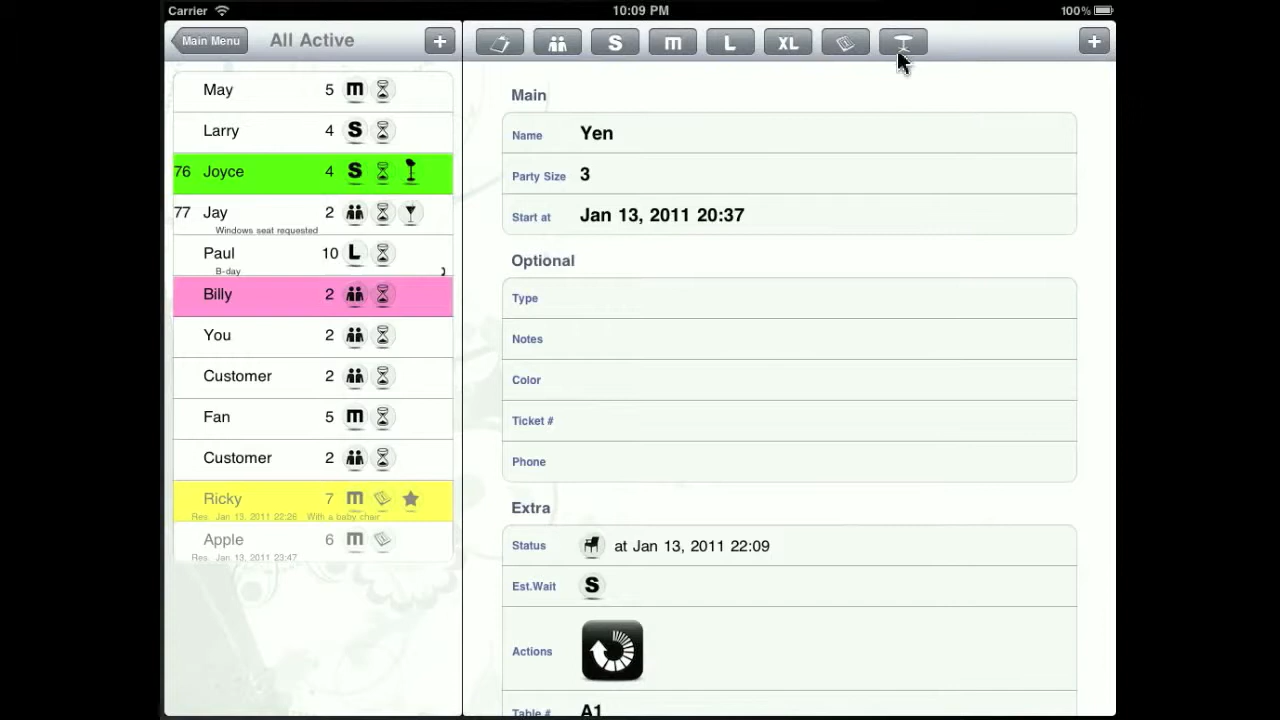 Carrier 10:09 PM 100%
Main Menu All Active +
S m L XL +
May 5 m
Larry 4 S
76 Joyce 4 S
77 Jay 2
Windows seat requested
Paul 10 L
B-day
Billy 2
You 2
Customer 2
Fan 5 m
Customer 2
Ricky 7 m
Res. Jan 13, 2011 22:26 With a baby chair
Apple 6 m
Res. Jan 13, 2011 23:47
Main
Name Yen
Party Size 3
Start at Jan 13, 2011 20:37
Optional
Type
Notes
Color
Ticket #
Phone
Extra
Status at Jan 13, 2011 22:09
Est.Wait S
Actions
Table # A1